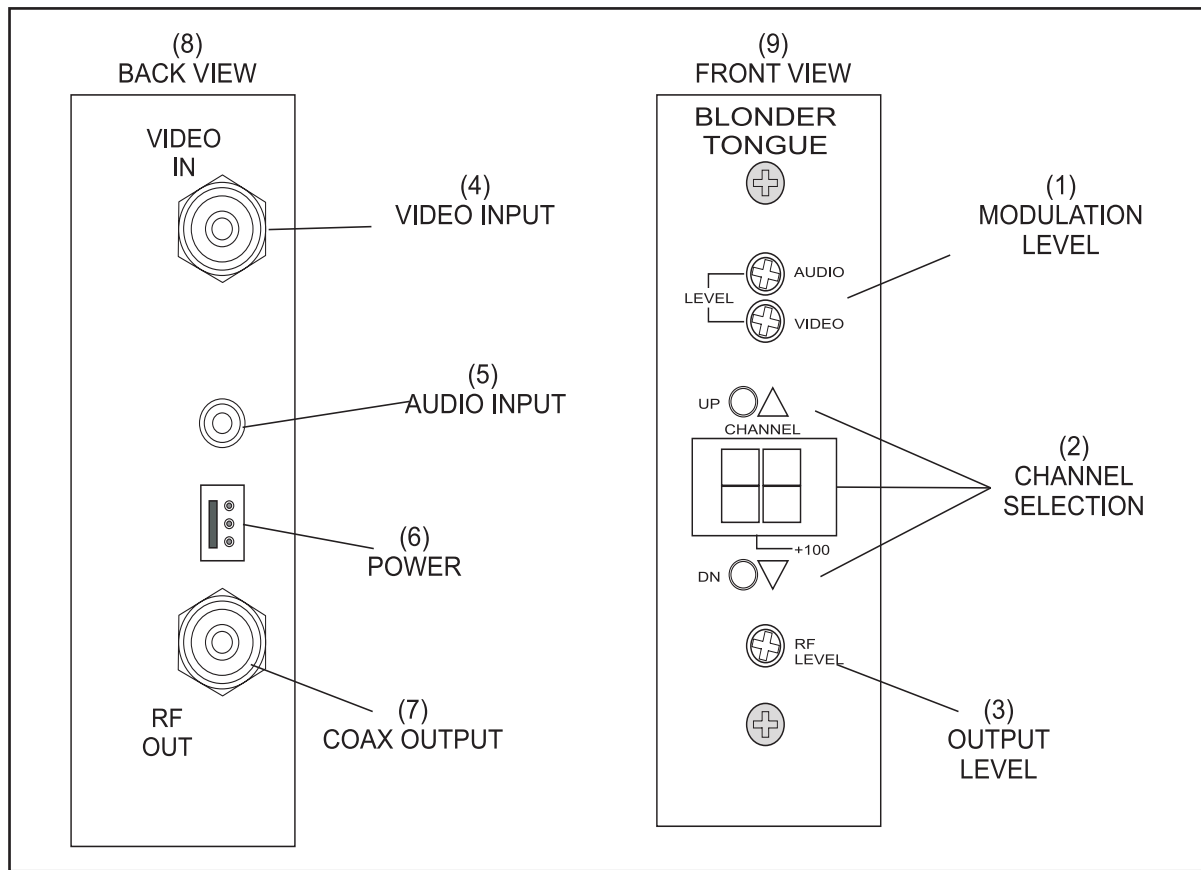 (8)
BACK VIEW
VIDEO
IN
(4)
VIDEO INPUT
(5)
AUDIO INPUT
(6)
POWER
(7)
COAX OUTPUT
RF
OUT
(9)
FRONT VIEW
BLONDER
TONGUE
(1)
MODULATION
LEVEL
AUDIO
LEVEL
VIDEO
UP
CHANNEL
(2)
CHANNEL
SELECTION
+100
DN
RF
LEVEL
(3)
OUTPUT
LEVEL